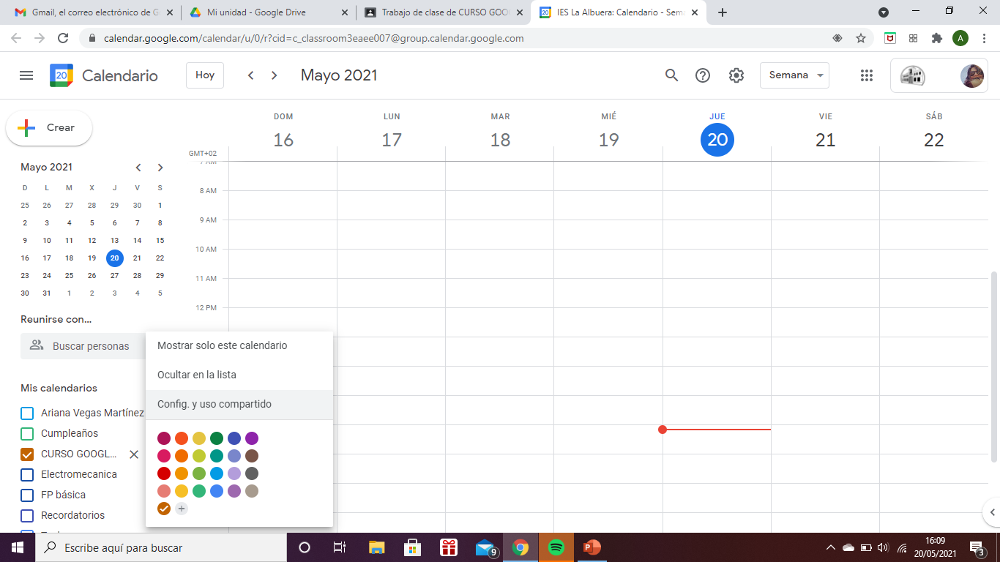 Gmail, el correo electrónico de G
Mi unidad - Google Drive
Trabajo de clase de CURSO GOO
IES La Albuera: Calendario - Sem
calendar.google.com/calendar/u/0/r?cid=c_classroom3eaee007@group.calendar.google.com
A
20 Calendario
Hoy
Mayo 2021
Semana
Crear
DOM LUN MAR MIÉ JUE VIE SÁB
16 17 18 19 20 21 22
GMT+02
7 AM
8 AM
9 AM
10 AM
11 AM
12 PM
Mayo 2021
D L M X J V S
25 26 27 28 29 30 1
2 3 4 5 6 7 8
9 10 11 12 13 14 15
16 17 18 19 20 21 22
23 24 25 26 27 28 29
30 31 1 2 3 4 5
Reunirse con...
Buscar personas
Mis calendarios
Ariana Vegas Martínez
Cumpleaños
CURSO GOOGL...
Electromecanica
FP básica
Recordatorios
Mostrar solo este calendario
Ocultar en la lista
Config. y uso compartido
Escribe aquí para buscar
9
16:09
20/05/2021
3